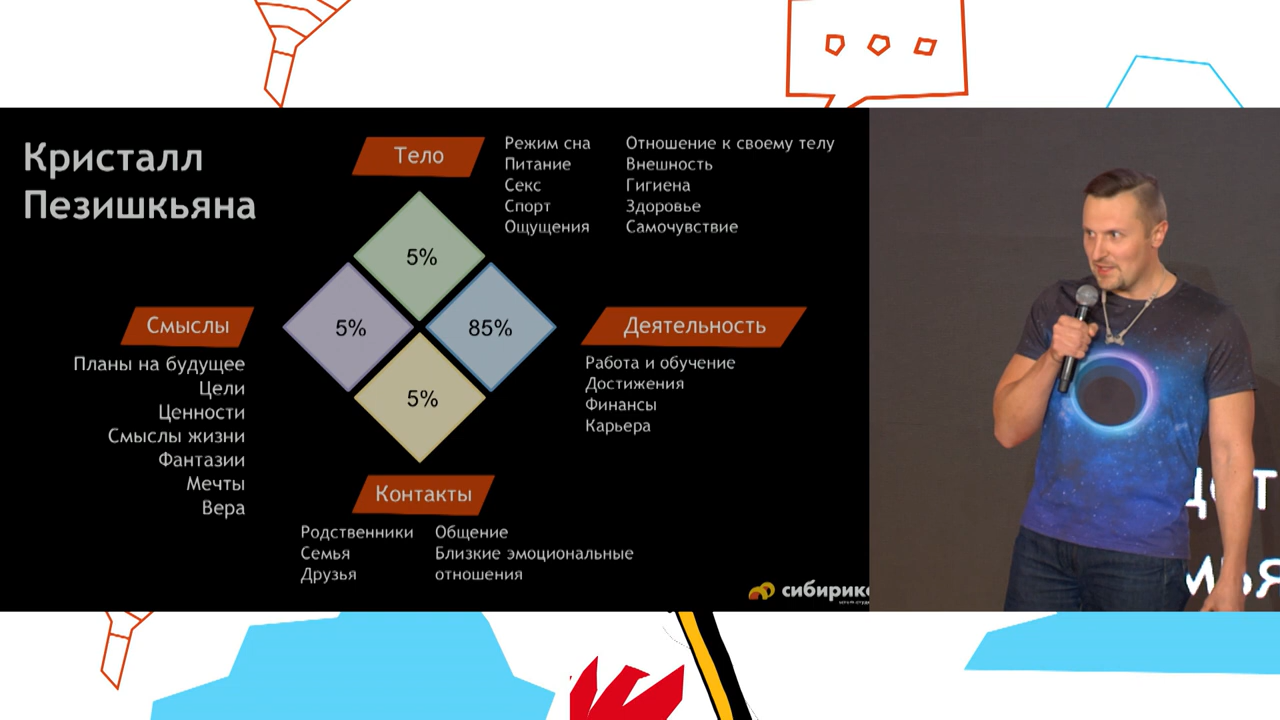 Кристалл
Пезишкьяна
Тело
Режим сна
Питание
Секс
Спорт
Ощущения
Отношение к своему телу
Внешность
Гигиена
Здоровье
Самочувствие
5%
5%
85%
5%
Смыслы
Планы на будущее
Цели
Ценности
Смыслы жизни
Фантазии
Мечты
Вера
Деятельность
Работа и обучение
Достижения
Финансы
Карьера
Контакты
Родственники
Семья
Друзья
Общение
Близкие эмоциональные
отношения